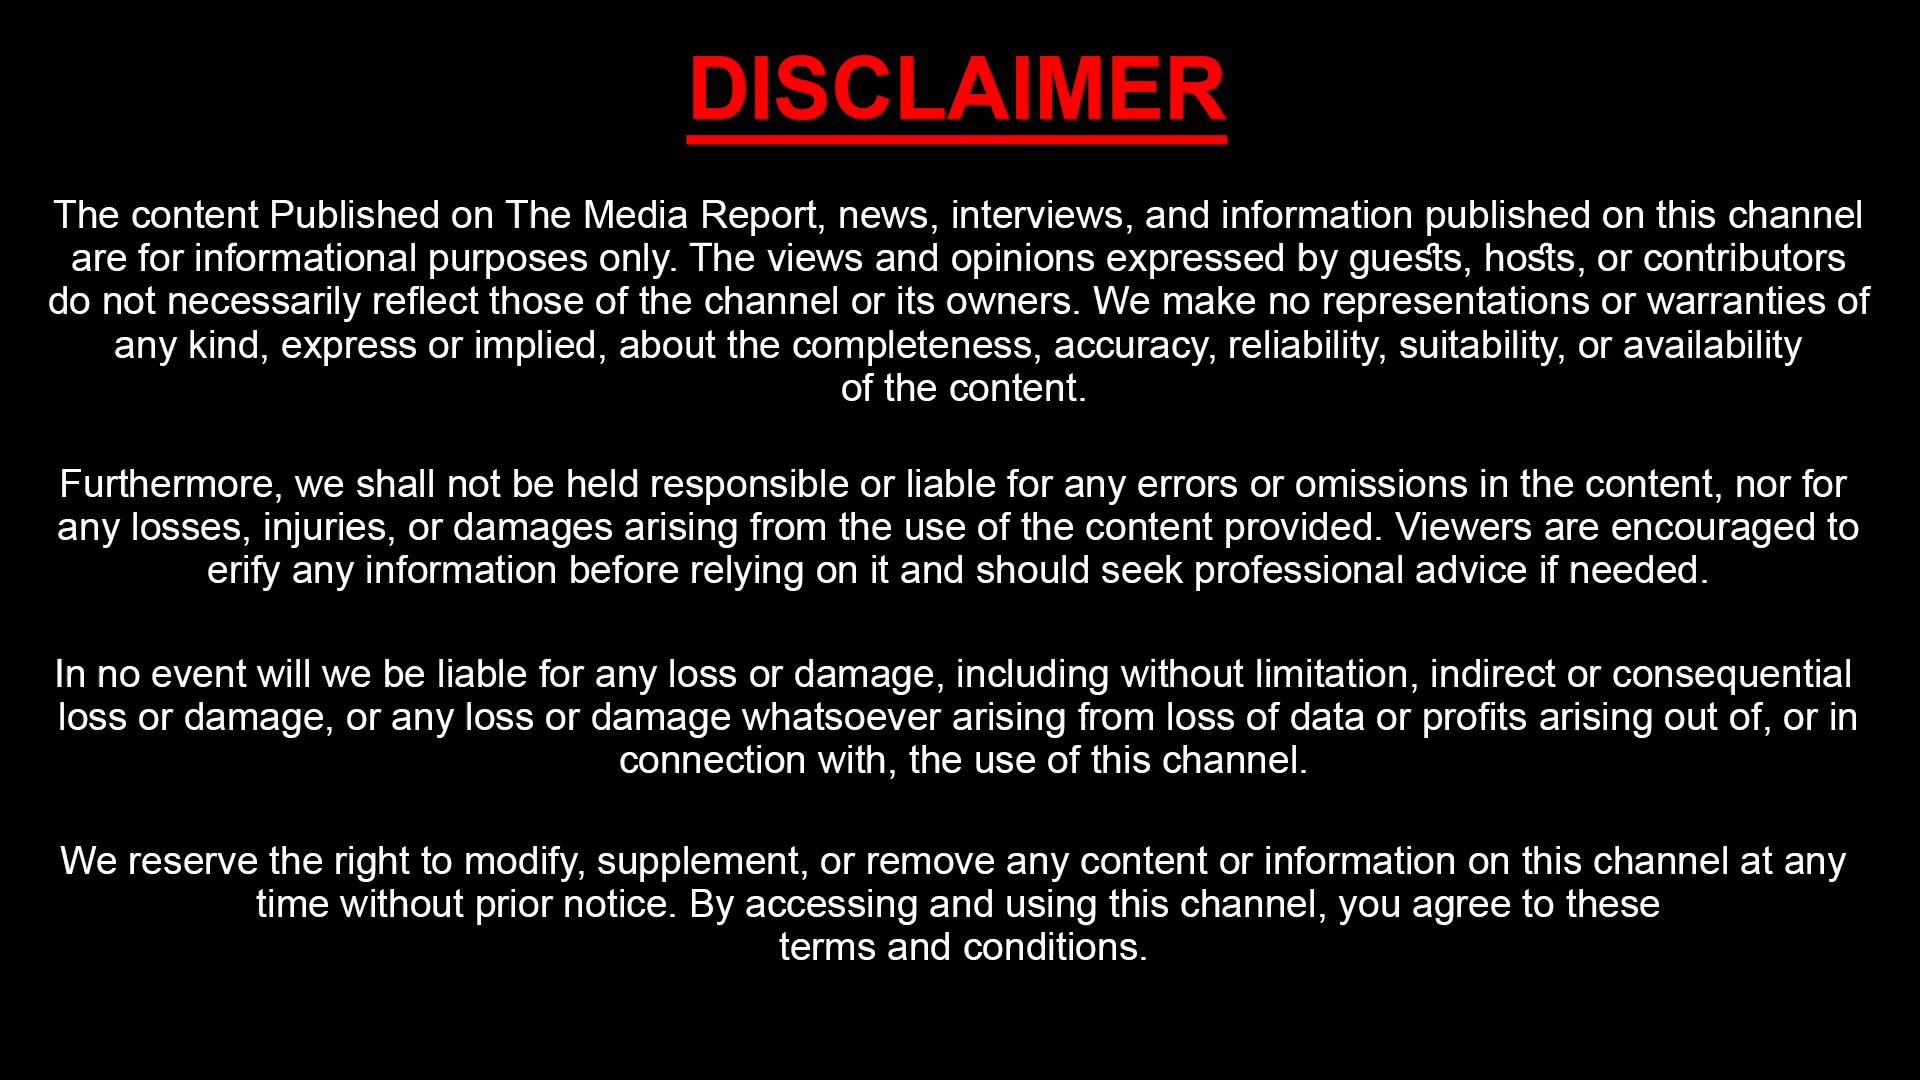 DISCLAIMER
The content Published on The Media Report, news, interviews, and information published on this channel
are for informational purposes only. The views and opinions expressed by guests, hosts, or contributors
do not necessarily reflect those of the channel or its owners. We make no representations or warranties of
any kind, express or implied, about the completeness, accuracy, reliability, suitability, or availability
of the content.
Furthermore, we shall not be held responsible or liable for any errors or omissions in the content, nor for
any losses, injuries, or damages arising from the use of the content provided. Viewers are encouraged to
erify any information before relying on it and should seek professional advice if needed.
In no event will we be liable for any loss or damage, including without limitation, indirect or consequential
loss or damage, or any loss or damage whatsoever arising from loss of data or profits arising out of, or in
connection with, the use of this channel.
We reserve the right to modify, supplement, or remove any content or information on this channel at any
time without prior notice. By accessing and using this channel, you agree to these
terms and conditions.